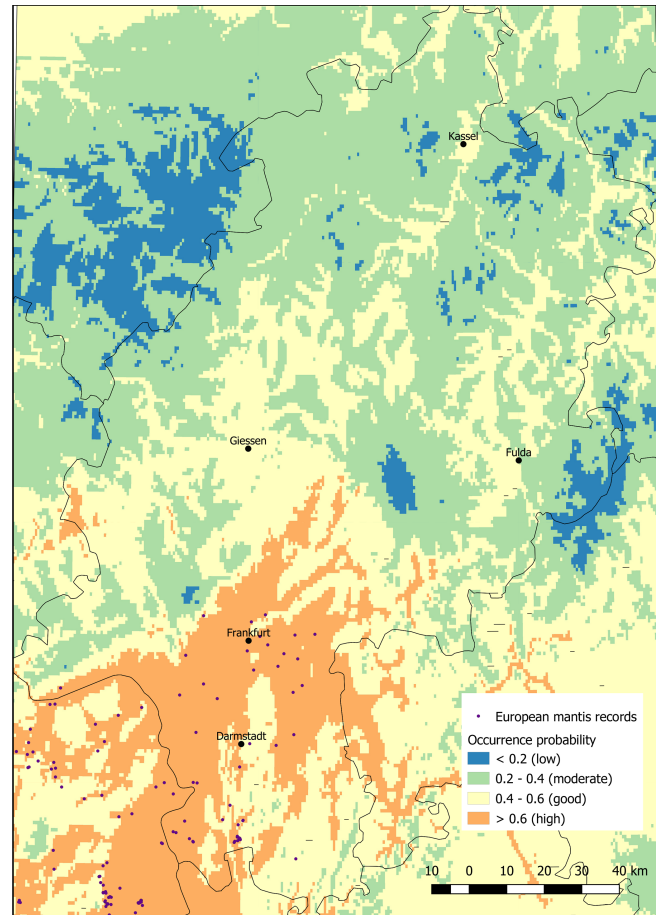 Kassel
Giessen
Fulda
Frankfurt
Darmstadt
European mantis records
Occurrence probability
< 0.2 (low)
0.2 - 0.4 (moderate)
0.4 - 0.6 (good)
> 0.6 (high)
10 0 10 20 30 40 km